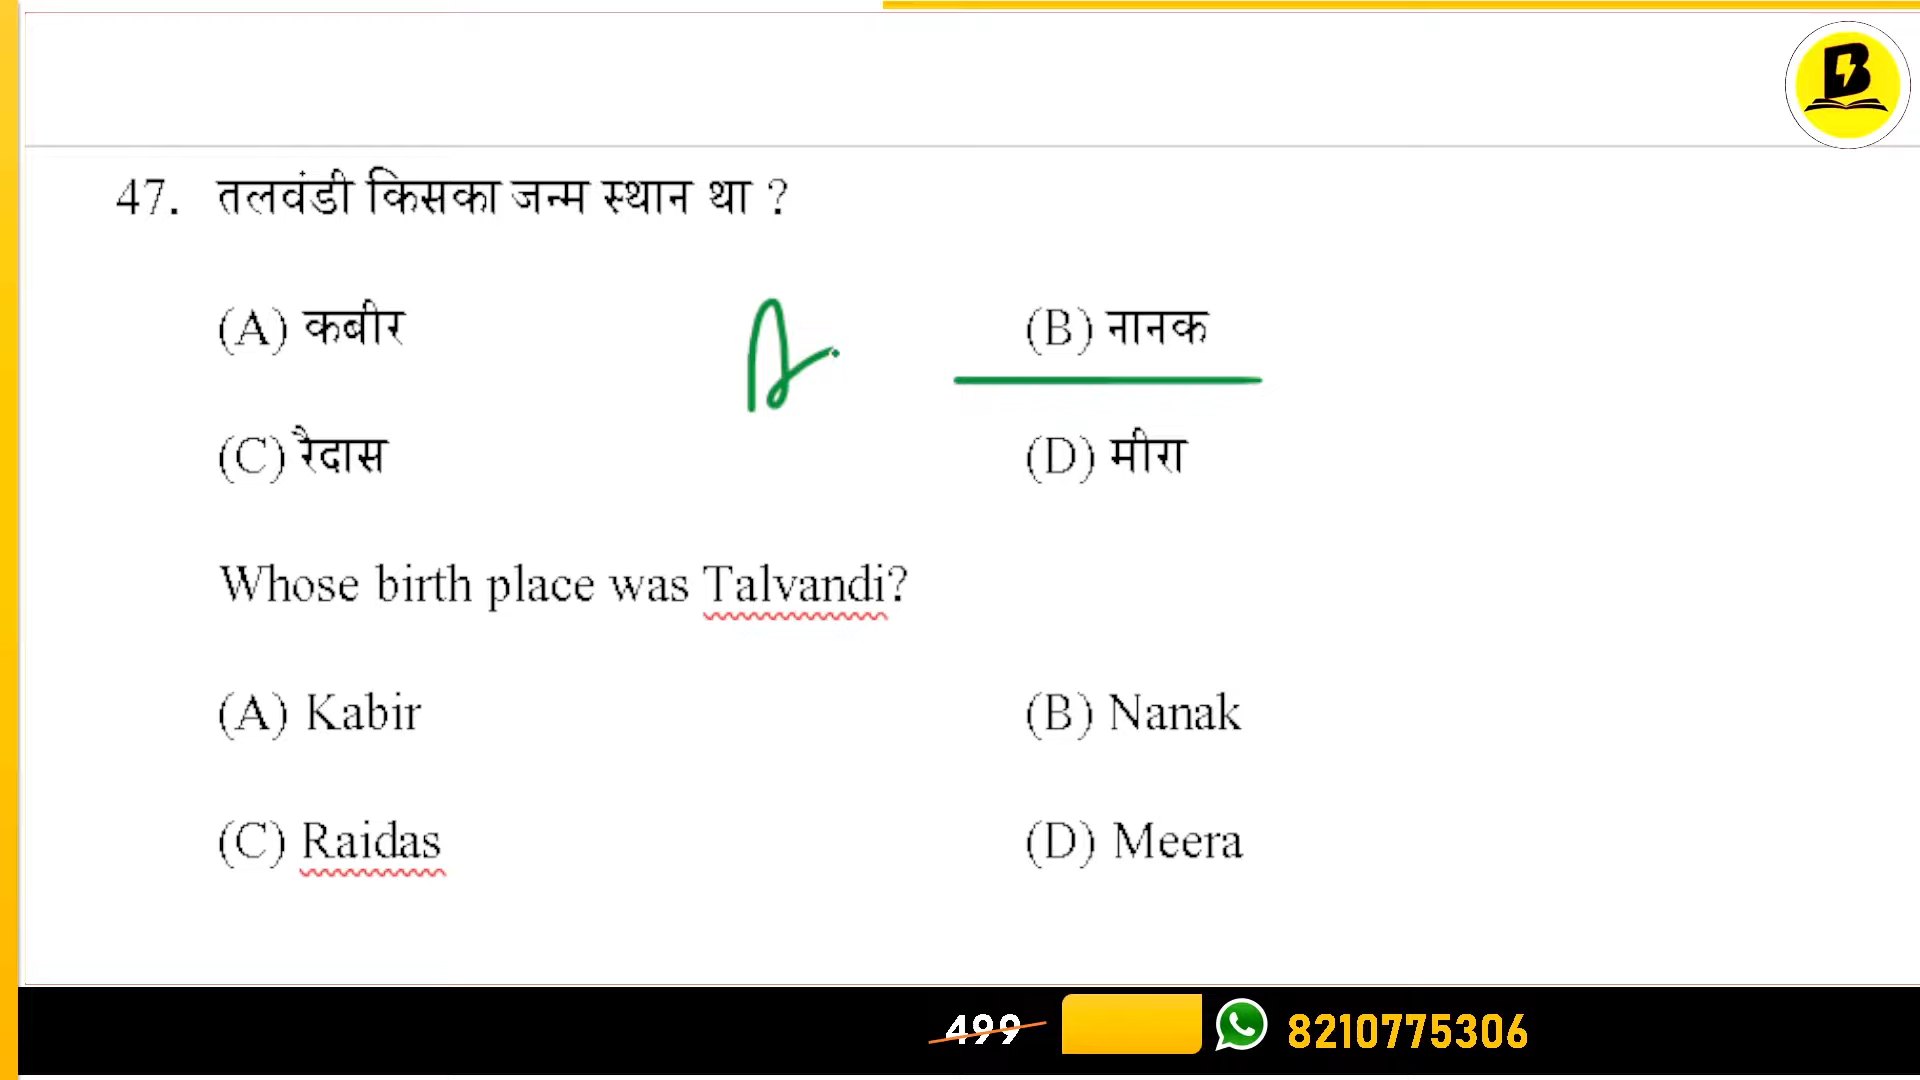 B
47. तलवंडी किसका जन्म स्थान था ?
(A) कबीर (B) नानक
(C) रैदास (D) मीरा
Whose birth place was Talvandi?
(A) Kabir (B) Nanak
(C) Raidas (D) Meera
499 8210775306